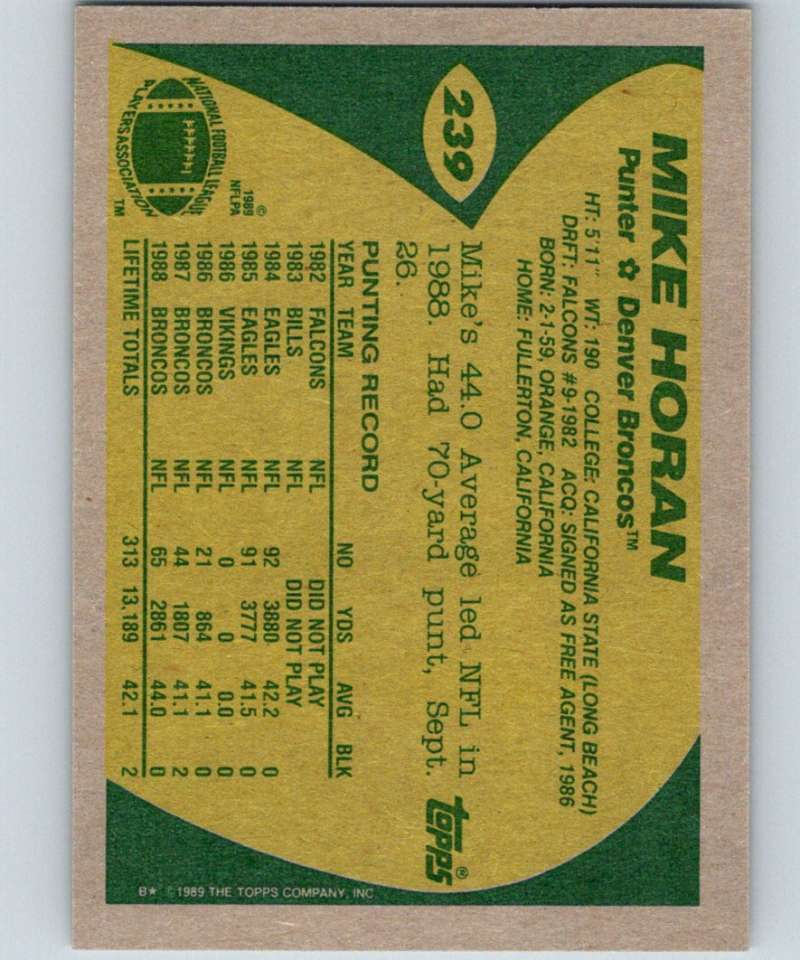 239
MIKE HORAN
Punter ✩ Denver Broncos™
HT: 5'11" WT: 190 COLLEGE: CALIFORNIA STATE (LONG BEACH)
DRFT: FALCONS #9-1982 ACQ: SIGNED AS FREE AGENT, 1986
BORN: 2-1-59, ORANGE, CALIFORNIA
HOME: FULLERTON, CALIFORNIA
Mike's 44.0 Average led NFL in
1988. Had 70-yard punt, Sept.
26.
topps®
PUNTING RECORD
YEAR TEAM NO YDS AVG BLK
1982 FALCONS NFL DID NOT PLAY
1983 BILLS NFL DID NOT PLAY
1984 EAGLES NFL 92 3880 42.2 0
1985 EAGLES NFL 91 3777 41.5 0
1986 VIKINGS NFL 0 0 0.0 0
1986 BRONCOS NFL 21 864 41.1 0
1987 BRONCOS NFL 44 1807 41.1 2
1988 BRONCOS NFL 65 2861 44.0 0
LIFETIME TOTALS 313 13.189 42.1 2
NATIONAL FOOTBALL LEAGUE
PLAYERS ASSOCIATION
™
©
1989
NFLPA
B★ ©1989 THE TOPPS COMPANY, INC.